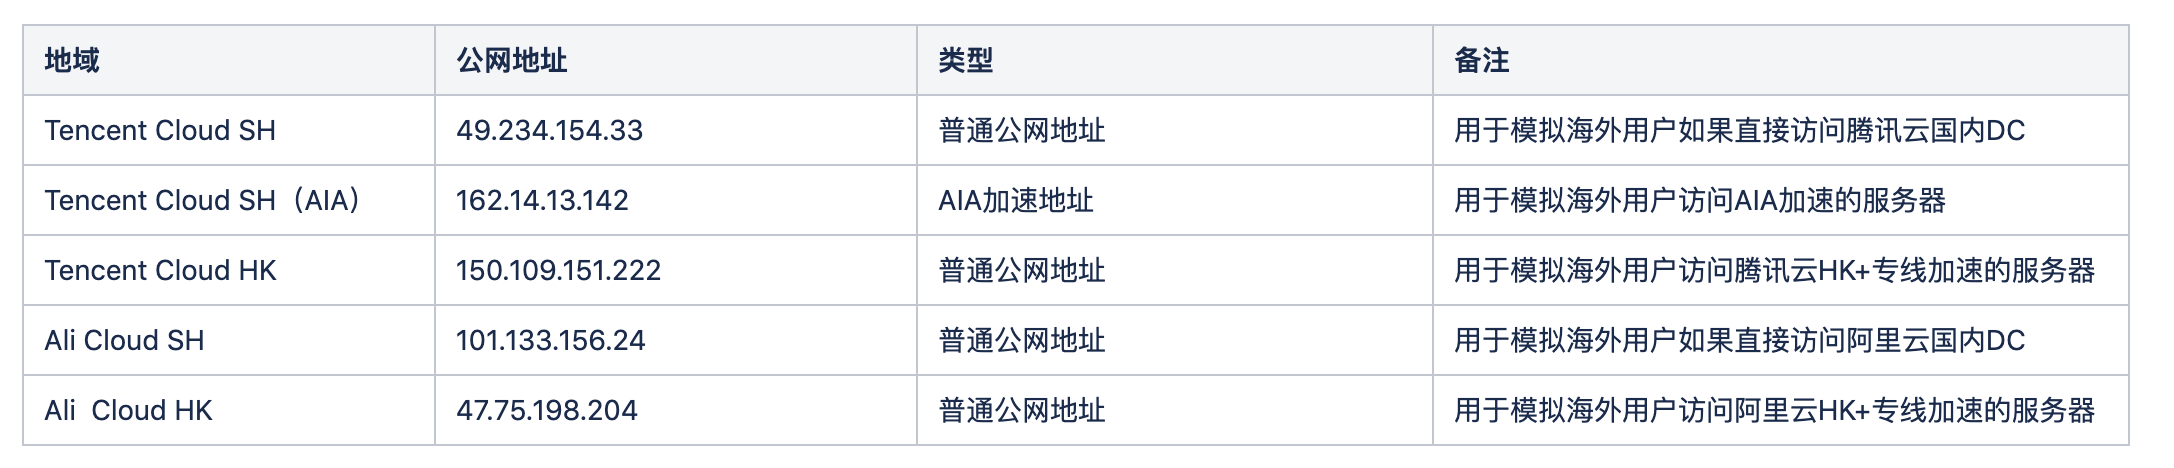 地域 公网地址 类型 备注
Tencent Cloud SH 49.234.154.33 普通公网地址 用于模拟海外用户如果直接访问腾讯云国内DC
Tencent Cloud SH（AIA） 162.14.13.142 AIA加速地址 用于模拟海外用户访问AIA加速的服务器
Tencent Cloud HK 150.109.151.222 普通公网地址 用于模拟海外用户访问腾讯云HK+专线加速的服务器
Ali Cloud SH 101.133.156.24 普通公网地址 用于模拟海外用户如果直接访问阿里云国内DC
Ali  Cloud HK 47.75.198.204 普通公网地址 用于模拟海外用户访问阿里云HK+专线加速的服务器